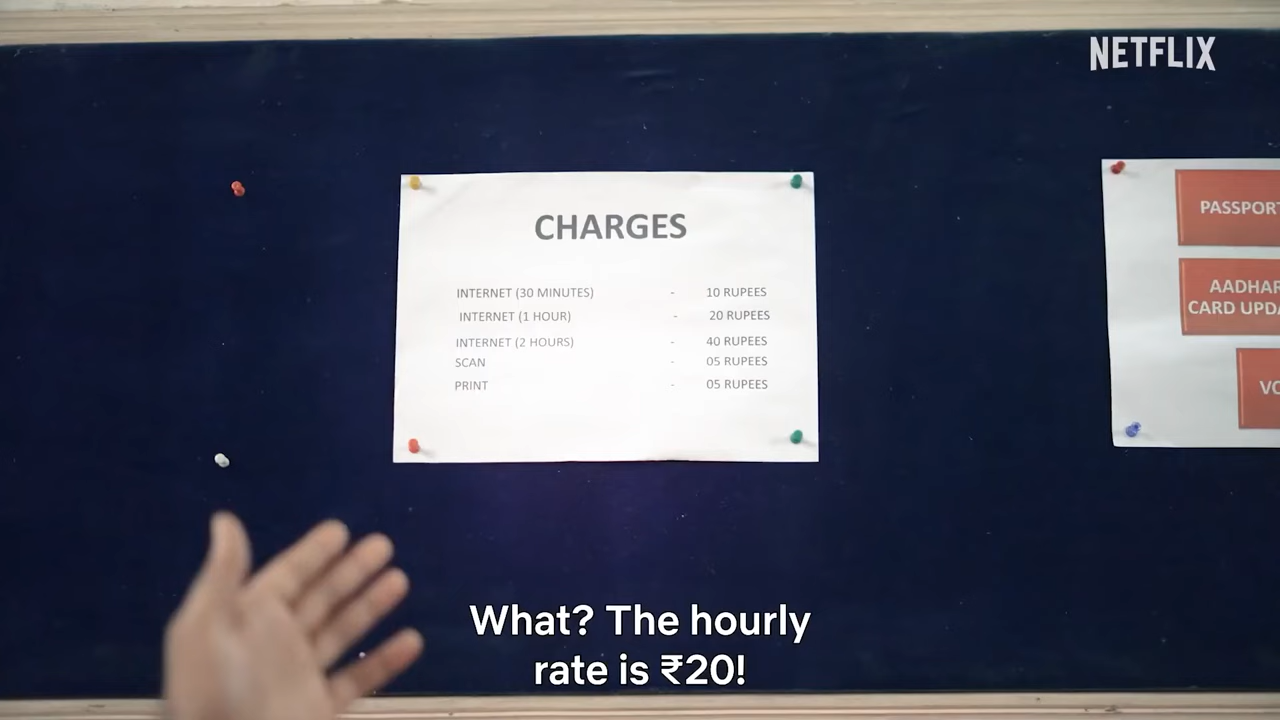 NETFLIX
CHARGES
INTERNET (30 MINUTES) - 10 RUPEES
INTERNET (1 HOUR) - 20 RUPEES
INTERNET (2 HOURS) - 40 RUPEES
SCAN - 05 RUPEES
PRINT - 05 RUPEES
PASSPORT
AADHAR
CARD UPDA
VO
What? The hourly
rate is ₹20!